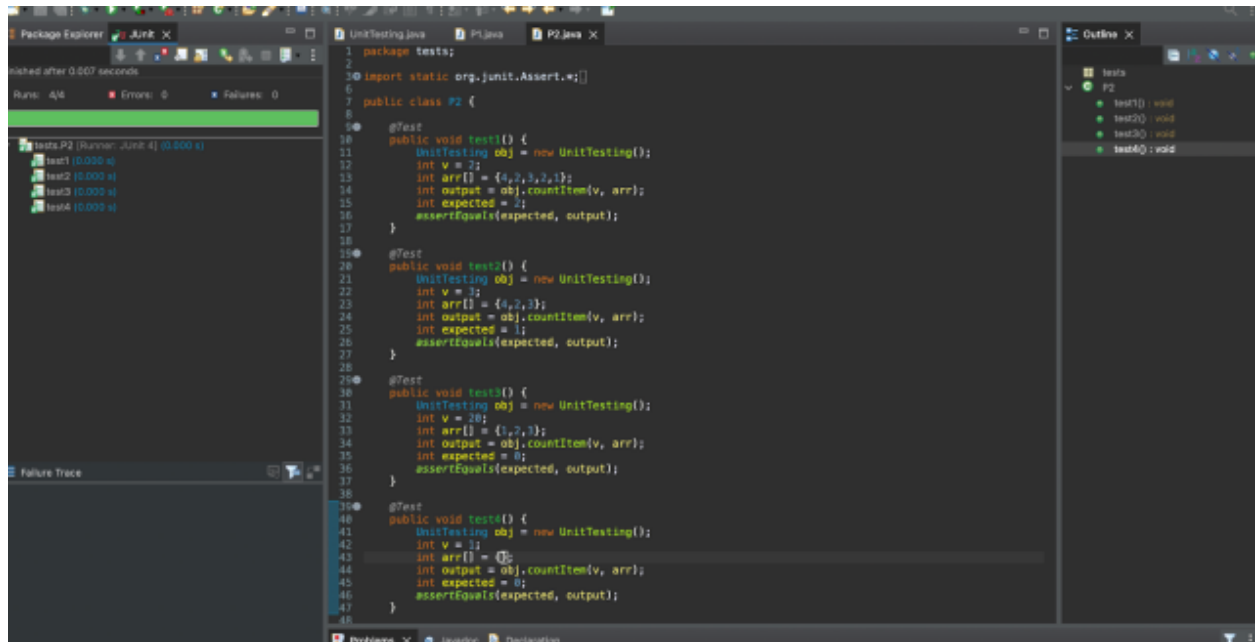 Package Explorer
JUnit
Finished after 0.007 seconds
Runs: 4/4
Errors: 0
Failures: 0
tests.P2 [Runner: JUnit 4] (0.000 s)
test1 (0.000 s)
test2 (0.000 s)
test3 (0.000 s)
test4 (0.000 s)
Failure Trace
UnitTesting.java
P1.java
P2.java
1 package tests;
2
3 import static org.junit.Assert.*;
6
7 public class P2 {
8
9 @Test
10 public void test1() {
11 UnitTesting obj = new UnitTesting();
12 int v = 2;
13 int arr[] = {4,2,3,2,1};
14 int output = obj.countItem(v, arr);
15 int expected = 2;
16 assertEquals(expected, output);
17 }
18
19 @Test
20 public void test2() {
21 UnitTesting obj = new UnitTesting();
22 int v = 3;
23 int arr[] = {4,2,3};
24 int output = obj.countItem(v, arr);
25 int expected = 1;
26 assertEquals(expected, output);
27 }
28
29 @Test
30 public void test3() {
31 UnitTesting obj = new UnitTesting();
32 int v = 20;
33 int arr[] = {1,2,3};
34 int output = obj.countItem(v, arr);
35 int expected = 0;
36 assertEquals(expected, output);
37 }
38
39 @Test
40 public void test4() {
41 UnitTesting obj = new UnitTesting();
42 int v = 1;
43 int arr[] = {};
44 int output = obj.countItem(v, arr);
45 int expected = 0;
46 assertEquals(expected, output);
47 }
48
Outline
tests
P2
test1() : void
test2() : void
test3() : void
test4() : void
Problems
Javadoc
Declaration